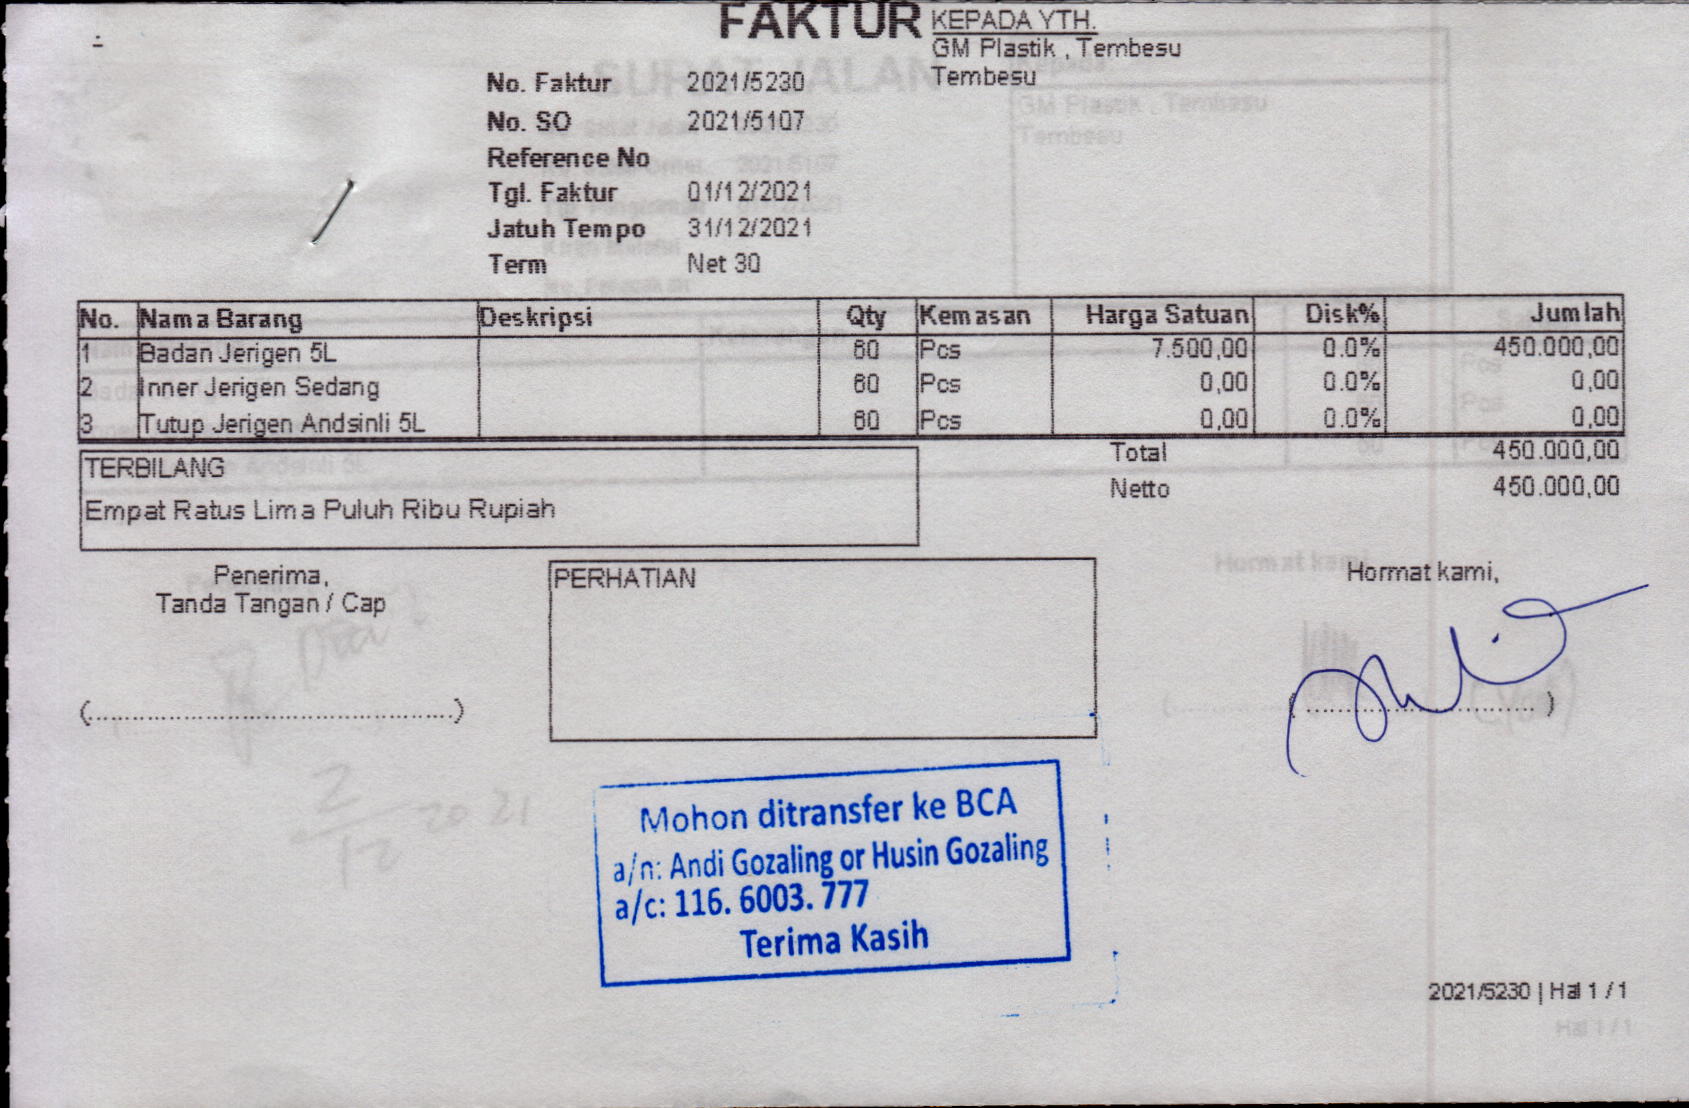 FAKTUR
KEPADA YTH.
GM Plastik , Tembesu
Tembesu
No. Faktur 2021/5230
No. SO 2021/5107
Reference No
Tgl. Faktur 01/12/2021
Jatuh Tempo 31/12/2021
Term Net 30
No. Nama Barang Deskripsi Qty Kemasan Harga Satuan Disk% Jumlah
1 Badan Jerigen 5L 60 Pcs 7.500,00 0.0% 450.000,00
2 Inner Jerigen Sedang 60 Pcs 0,00 0.0% 0,00
3 Tutup Jerigen Andsinli 5L 60 Pcs 0,00 0.0% 0,00
Total 450.000,00
Netto 450.000,00
TERBILANG
Empat Ratus Lima Puluh Ribu Rupiah
Penerima,
Tanda Tangan / Cap
(..................................................)
PERHATIAN
Hormat kami,
(..................................)
Mohon ditransfer ke BCA
a/n: Andi Gozaling or Husin Gozaling
a/c: 116. 6003. 777
Terima Kasih
2021/5230 | Hal 1 / 1